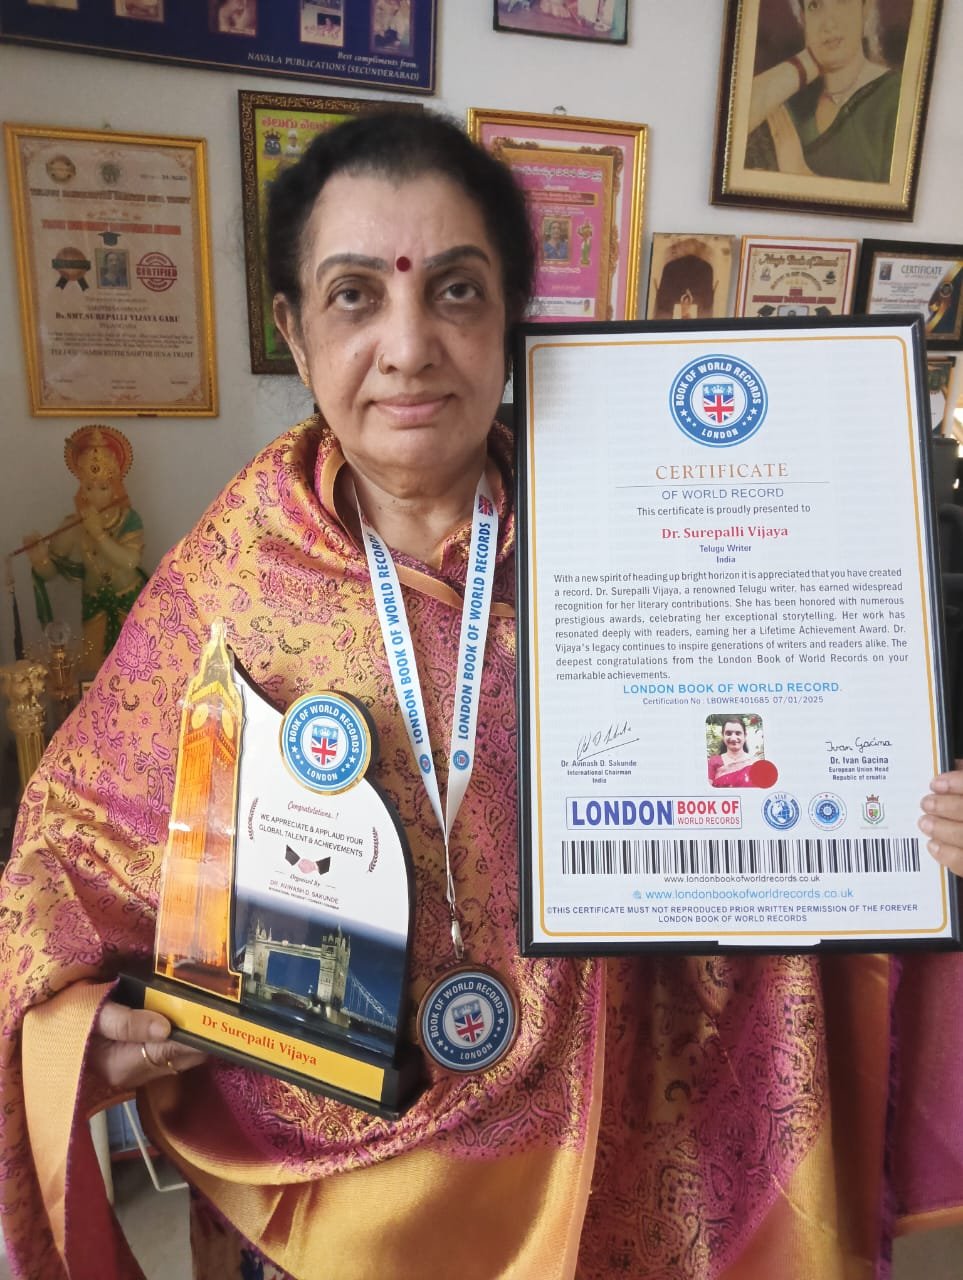 Best compliments from.
NAVALA PUBLICATIONS (SECUNDERABAD)
CERTIFIED
Dr. SMT. SUREPALLI VIJAYA GARU
TELANGANA
CERTIFICATE
BOOK OF WORLD RECORDS
LONDON
CERTIFICATE
OF WORLD RECORD
This certificate is proudly presented to
Dr. Surepalli Vijaya
Telugu Writer
India
With a new spirit of heading up bright horizon it is appreciated that you have created
a record. Dr. Surepalli Vijaya, a renowned Telugu writer, has earned widespread
recognition for her literary contributions. She has been honored with numerous
prestigious awards, celebrating her exceptional storytelling. Her work has
resonated deeply with readers, earning her a Lifetime Achievement Award. Dr.
Vijaya's legacy continues to inspire generations of writers and readers alike. The
deepest congratulations from the London Book of World Records on your
remarkable achievements.
LONDON BOOK OF WORLD RECORD.
Certification No : LBOWRE401685 07/01/2025
Dr. Avinash D. Sakunde
International Chairman
India
Ivan Gacina
Dr. Ivan Gacina
European Union Head
Republic of croatia
LONDON BOOK OF
WORLD RECORDS
www.londonbookofworldrecords.co.uk
www.londonbookofworldrecords.co.uk
©THIS CERTIFICATE MUST NOT REPRODUCED PRIOR WRITTEN PERMISSION OF THE FOREVER
LONDON BOOK OF WORLD RECORDS
LONDON BOOK OF WORLD RECORDS
LONDON BOOK OF WORLD RECORDS
BOOK OF WORLD RECORDS
LONDON
Congratulations..!
WE APPRECIATE & APPLAUD YOUR
GLOBAL TALENT & ACHIEVEMENTS
Organised By
DR. AVINASH D. SAKUNDE
Dr Surepalli Vijaya
BOOK OF WORLD RECORDS
LONDON